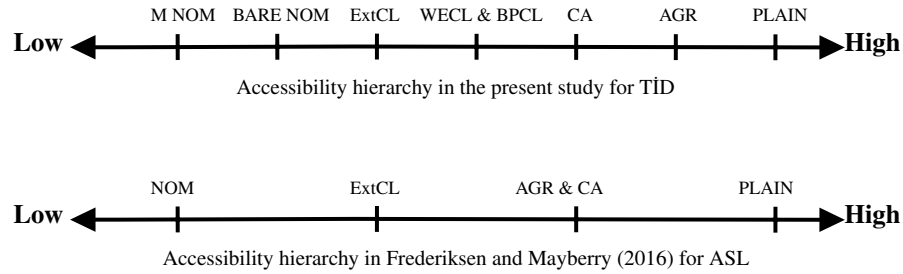 M NOM BARE NOM ExtCL WECL & BPCL CA AGR PLAIN
Low High
Accessibility hierarchy in the present study for TİD
NOM ExtCL AGR & CA PLAIN
Low High
Accessibility hierarchy in Frederiksen and Mayberry (2016) for ASL